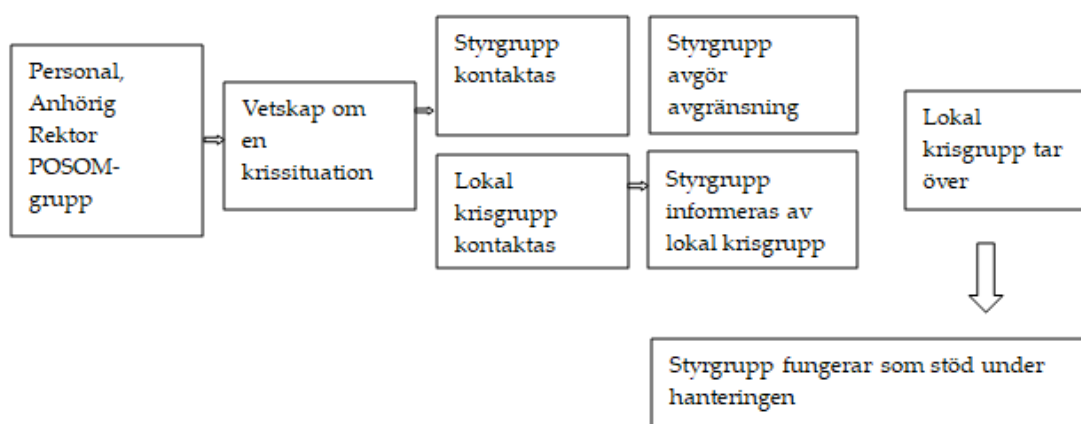 Personal,
Anhörig
Rektor
POSOM-
grupp
Vetskap om
en
krissituation
Styrgrupp
kontaktas
Lokal
krisgrupp
kontaktas
Styrgrupp
avgör
avgränsning
Styrgrupp
informeras av
lokal krisgrupp
Lokal
krisgrupp tar
över
Styrgrupp fungerar som stöd under
hanteringen